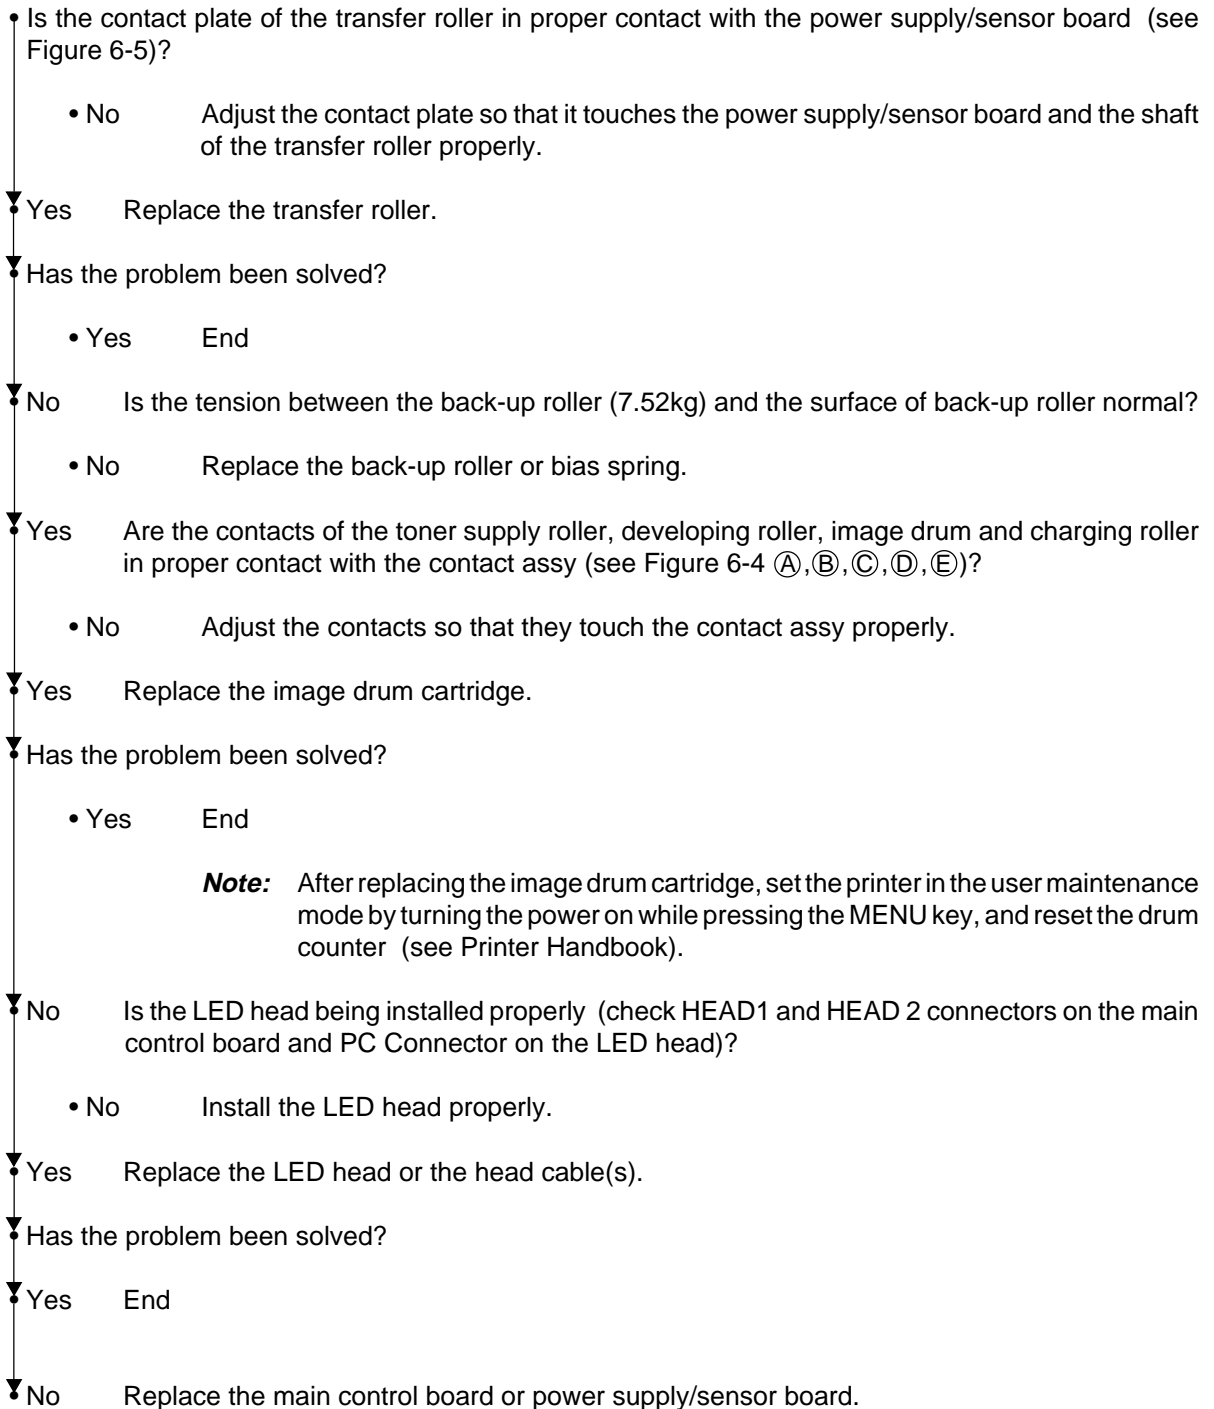 • Is the contact plate of the transfer roller in proper contact with the power supply/sensor board (see
Figure 6-5)?
• No Adjust the contact plate so that it touches the power supply/sensor board and the shaft
of the transfer roller properly.
Yes Replace the transfer roller.
Has the problem been solved?
• Yes End
No Is the tension between the back-up roller (7.52kg) and the surface of back-up roller normal?
• No Replace the back-up roller or bias spring.
Yes Are the contacts of the toner supply roller, developing roller, image drum and charging roller
in proper contact with the contact assy (see Figure 6-4 Ⓐ,Ⓑ,Ⓒ,Ⓓ,Ⓔ)?
• No Adjust the contacts so that they touch the contact assy properly.
Yes Replace the image drum cartridge.
Has the problem been solved?
• Yes End
Note: After replacing the image drum cartridge, set the printer in the user maintenance
mode by turning the power on while pressing the MENU key, and reset the drum
counter (see Printer Handbook).
No Is the LED head being installed properly (check HEAD1 and HEAD 2 connectors on the main
control board and PC Connector on the LED head)?
• No Install the LED head properly.
Yes Replace the LED head or the head cable(s).
Has the problem been solved?
Yes End
No Replace the main control board or power supply/sensor board.